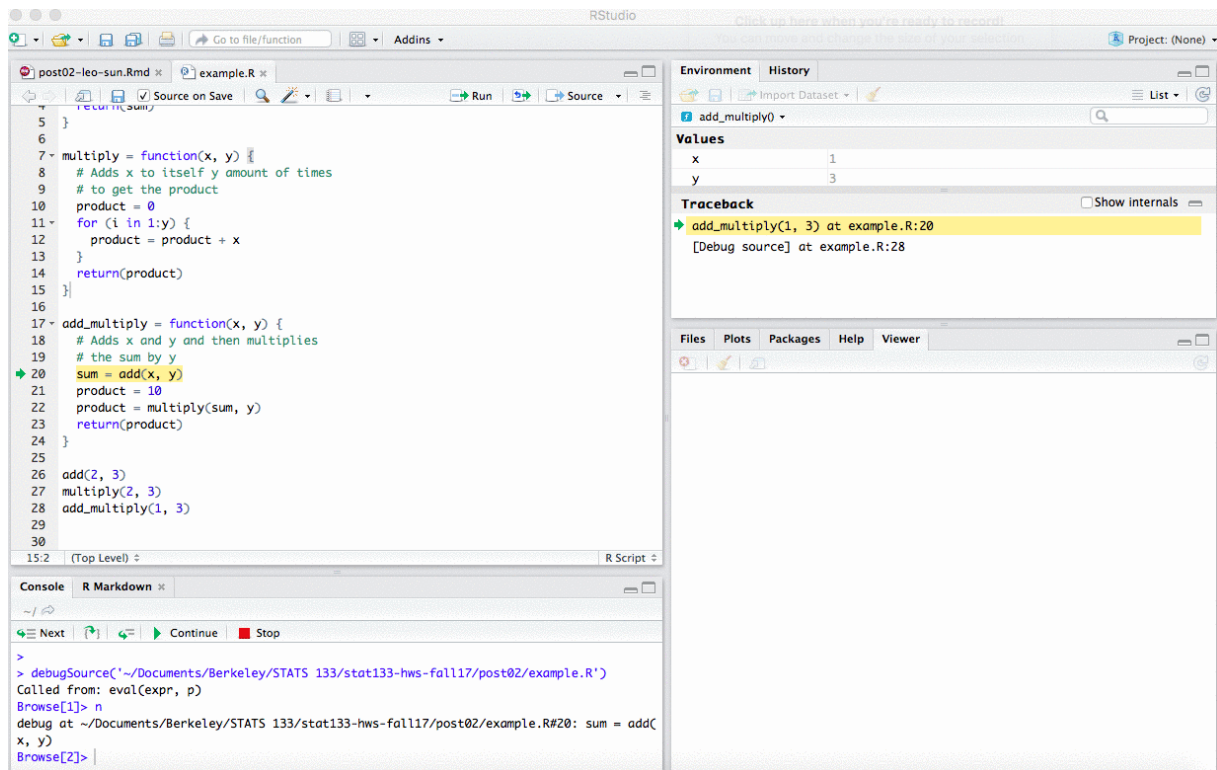 RStudio
Click up here when you're ready to record!
You can move and change the size of your selection
Go to file/function
Addins
Project: (None)
post02-leo-sun.Rmd
example.R
Source on Save
Run
Source
4 return(sum)
5 }
6
7 multiply = function(x, y) {
8 # Adds x to itself y amount of times
9 # to get the product
10 product = 0
11 for (i in 1:y) {
12 product = product + x
13 }
14 return(product)
15 }
16
17 add_multiply = function(x, y) {
18 # Adds x and y and then multiplies
19 # the sum by y
20 sum = add(x, y)
21 product = 10
22 product = multiply(sum, y)
23 return(product)
24 }
25
26 add(2, 3)
27 multiply(2, 3)
28 add_multiply(1, 3)
29
30
15:2 (Top Level) R Script
Console R Markdown
~/
Next Continue Stop
>
> debugSource('~/Documents/Berkeley/STATS 133/stat133-hws-fall17/post02/example.R')
Called from: eval(expr, p)
Browse[1]> n
debug at ~/Documents/Berkeley/STATS 133/stat133-hws-fall17/post02/example.R#20: sum = add(
x, y)
Browse[2]>
Environment History
Import Dataset List
add_multiply()
Values
x 1
y 3
Traceback Show internals
add_multiply(1, 3) at example.R:20
[Debug source] at example.R:28
Files Plots Packages Help Viewer